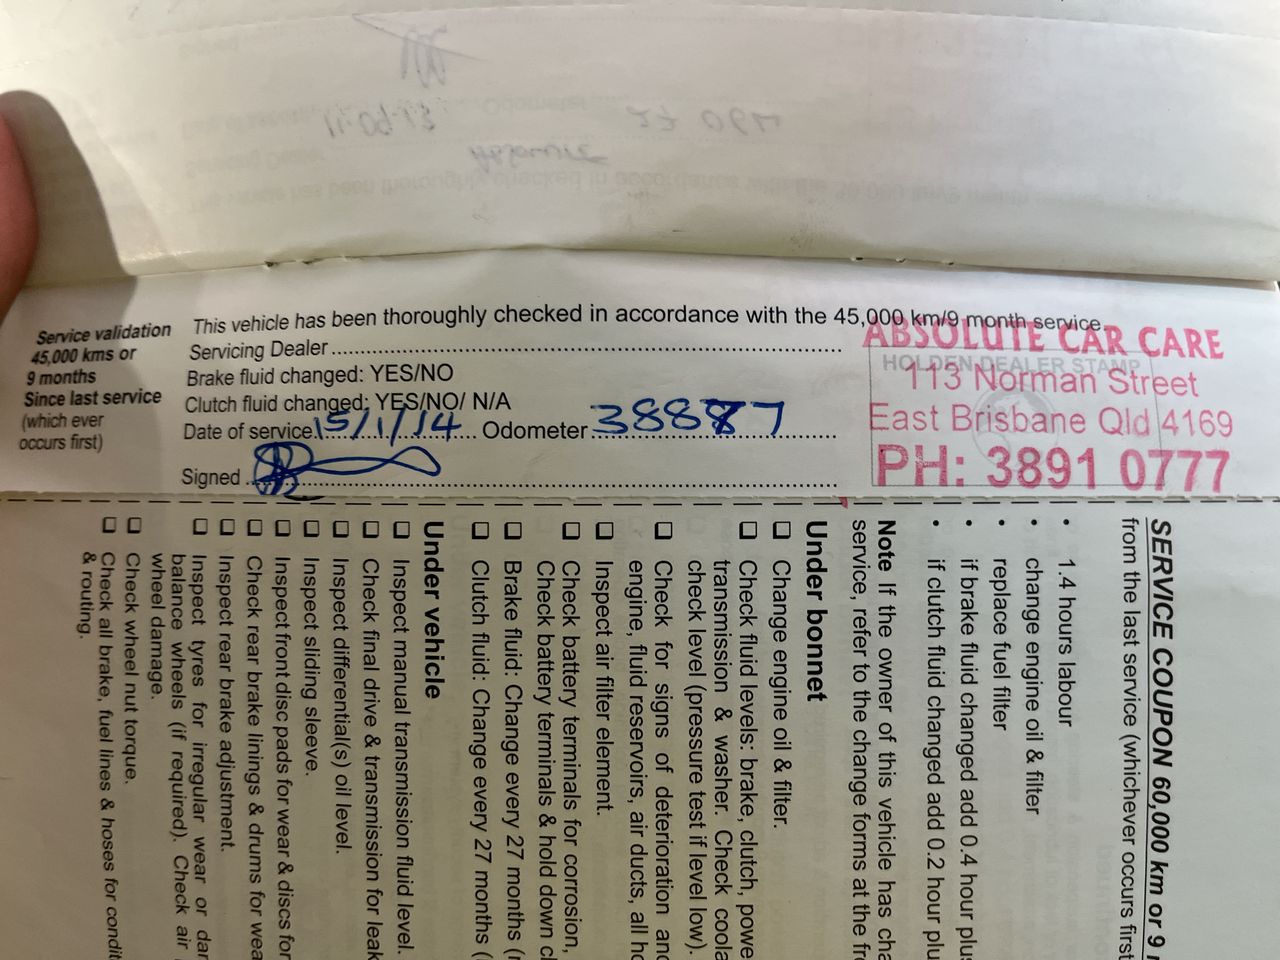 Service validation
45,000 kms or
9 months
Since last service
(which ever
occurs first)
This vehicle has been thoroughly checked in accordance with the 45,000 km/9 month service.
Servicing Dealer
Brake fluid changed: YES/NO
Clutch fluid changed: YES/NO/ N/A
Date of service 15/1/14 Odometer 38887
Signed
HOLDEN DEALER STAMP
ABSOLUTE CAR CARE
113 Norman Street
East Brisbane Qld 4169
PH: 3891 0777
SERVICE COUPON 60,000 km or 9
from the last service (whichever occurs first
• 1.4 hours labour
• change engine oil & filter
• replace fuel filter
• if brake fluid changed add 0.4 hour plus
• if clutch fluid changed add 0.2 hour
Note If the owner of this vehicle has
service, refer to the change forms at the
Under bonnet
❑ Change engine oil & filter.
❑ Check fluid levels: brake, clutch,
transmission & washer. Check
check level (pressure test if level low).
❑ Check for signs of deterioration and
engine, fluid reservoirs, air ducts, all
❑ Inspect air filter element.
❑ Check battery terminals for corrosion,
Check battery terminals & hold down
❑ Brake fluid: Change every 27 months
❑ Clutch fluid: Change every 27 months
Under vehicle
❑ Inspect manual transmission fluid level.
❑ Check final drive & transmission for
❑ Inspect differential(s) oil level.
❑ Inspect sliding sleeve.
❑ Inspect front disc pads for wear & discs for
❑ Check rear brake linings & drums for
❑ Inspect rear brake adjustment.
❑ Inspect tyres for irregular wear or
balance wheels (if required). Check air
wheel damage.
❑ Check wheel nut torque.
❑ Check all brake, fuel lines & hoses for
& routing.